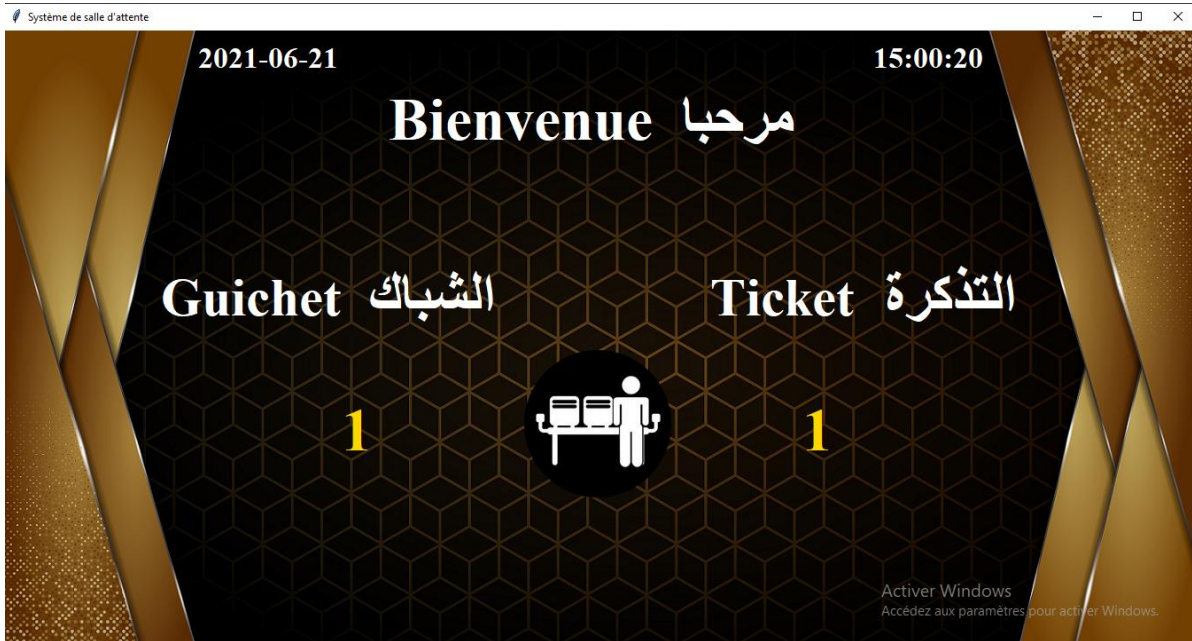 Système de salle d'attente
2021-06-21 15:00:20
Bienvenue مرحبا
Guichet الشباك Ticket التذكرة
1 1
Activer Windows
Accédez aux paramètres pour activer Windows.